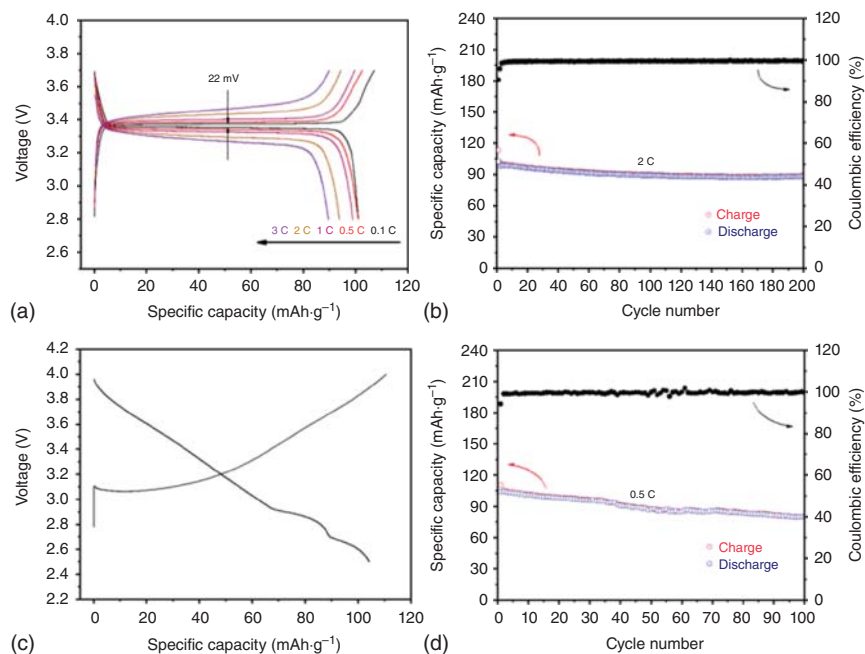 4.0
3.8
3.6
3.4
3.2
3.0
2.8
2.6
Voltage (V)
22 mV
3 C 2 C 1 C 0.5 C 0.1 C
0 20 40 60 80 100 120
(a) Specific capacity (mAh·g⁻¹)
240
210
180
150
120
90
60
30
0
Specific capacity (mAh·g⁻¹)
2 C
Charge
Discharge
120
100
80
60
40
20
0
Coulombic efficiency (%)
0 20 40 60 80 100 120 140 160 180 200
(b) Cycle number
4.2
4.0
3.8
3.6
3.4
3.2
3.0
2.8
2.6
2.4
2.2
Voltage (V)
0 20 40 60 80 100 120
(c) Specific capacity (mAh·g⁻¹)
240
210
180
150
120
90
60
30
0
Specific capacity (mAh·g⁻¹)
0.5 C
Charge
Discharge
120
100
80
60
40
20
0
Coulombic efficiency (%)
0 10 20 30 40 50 60 70 80 90 100
(d) Cycle number